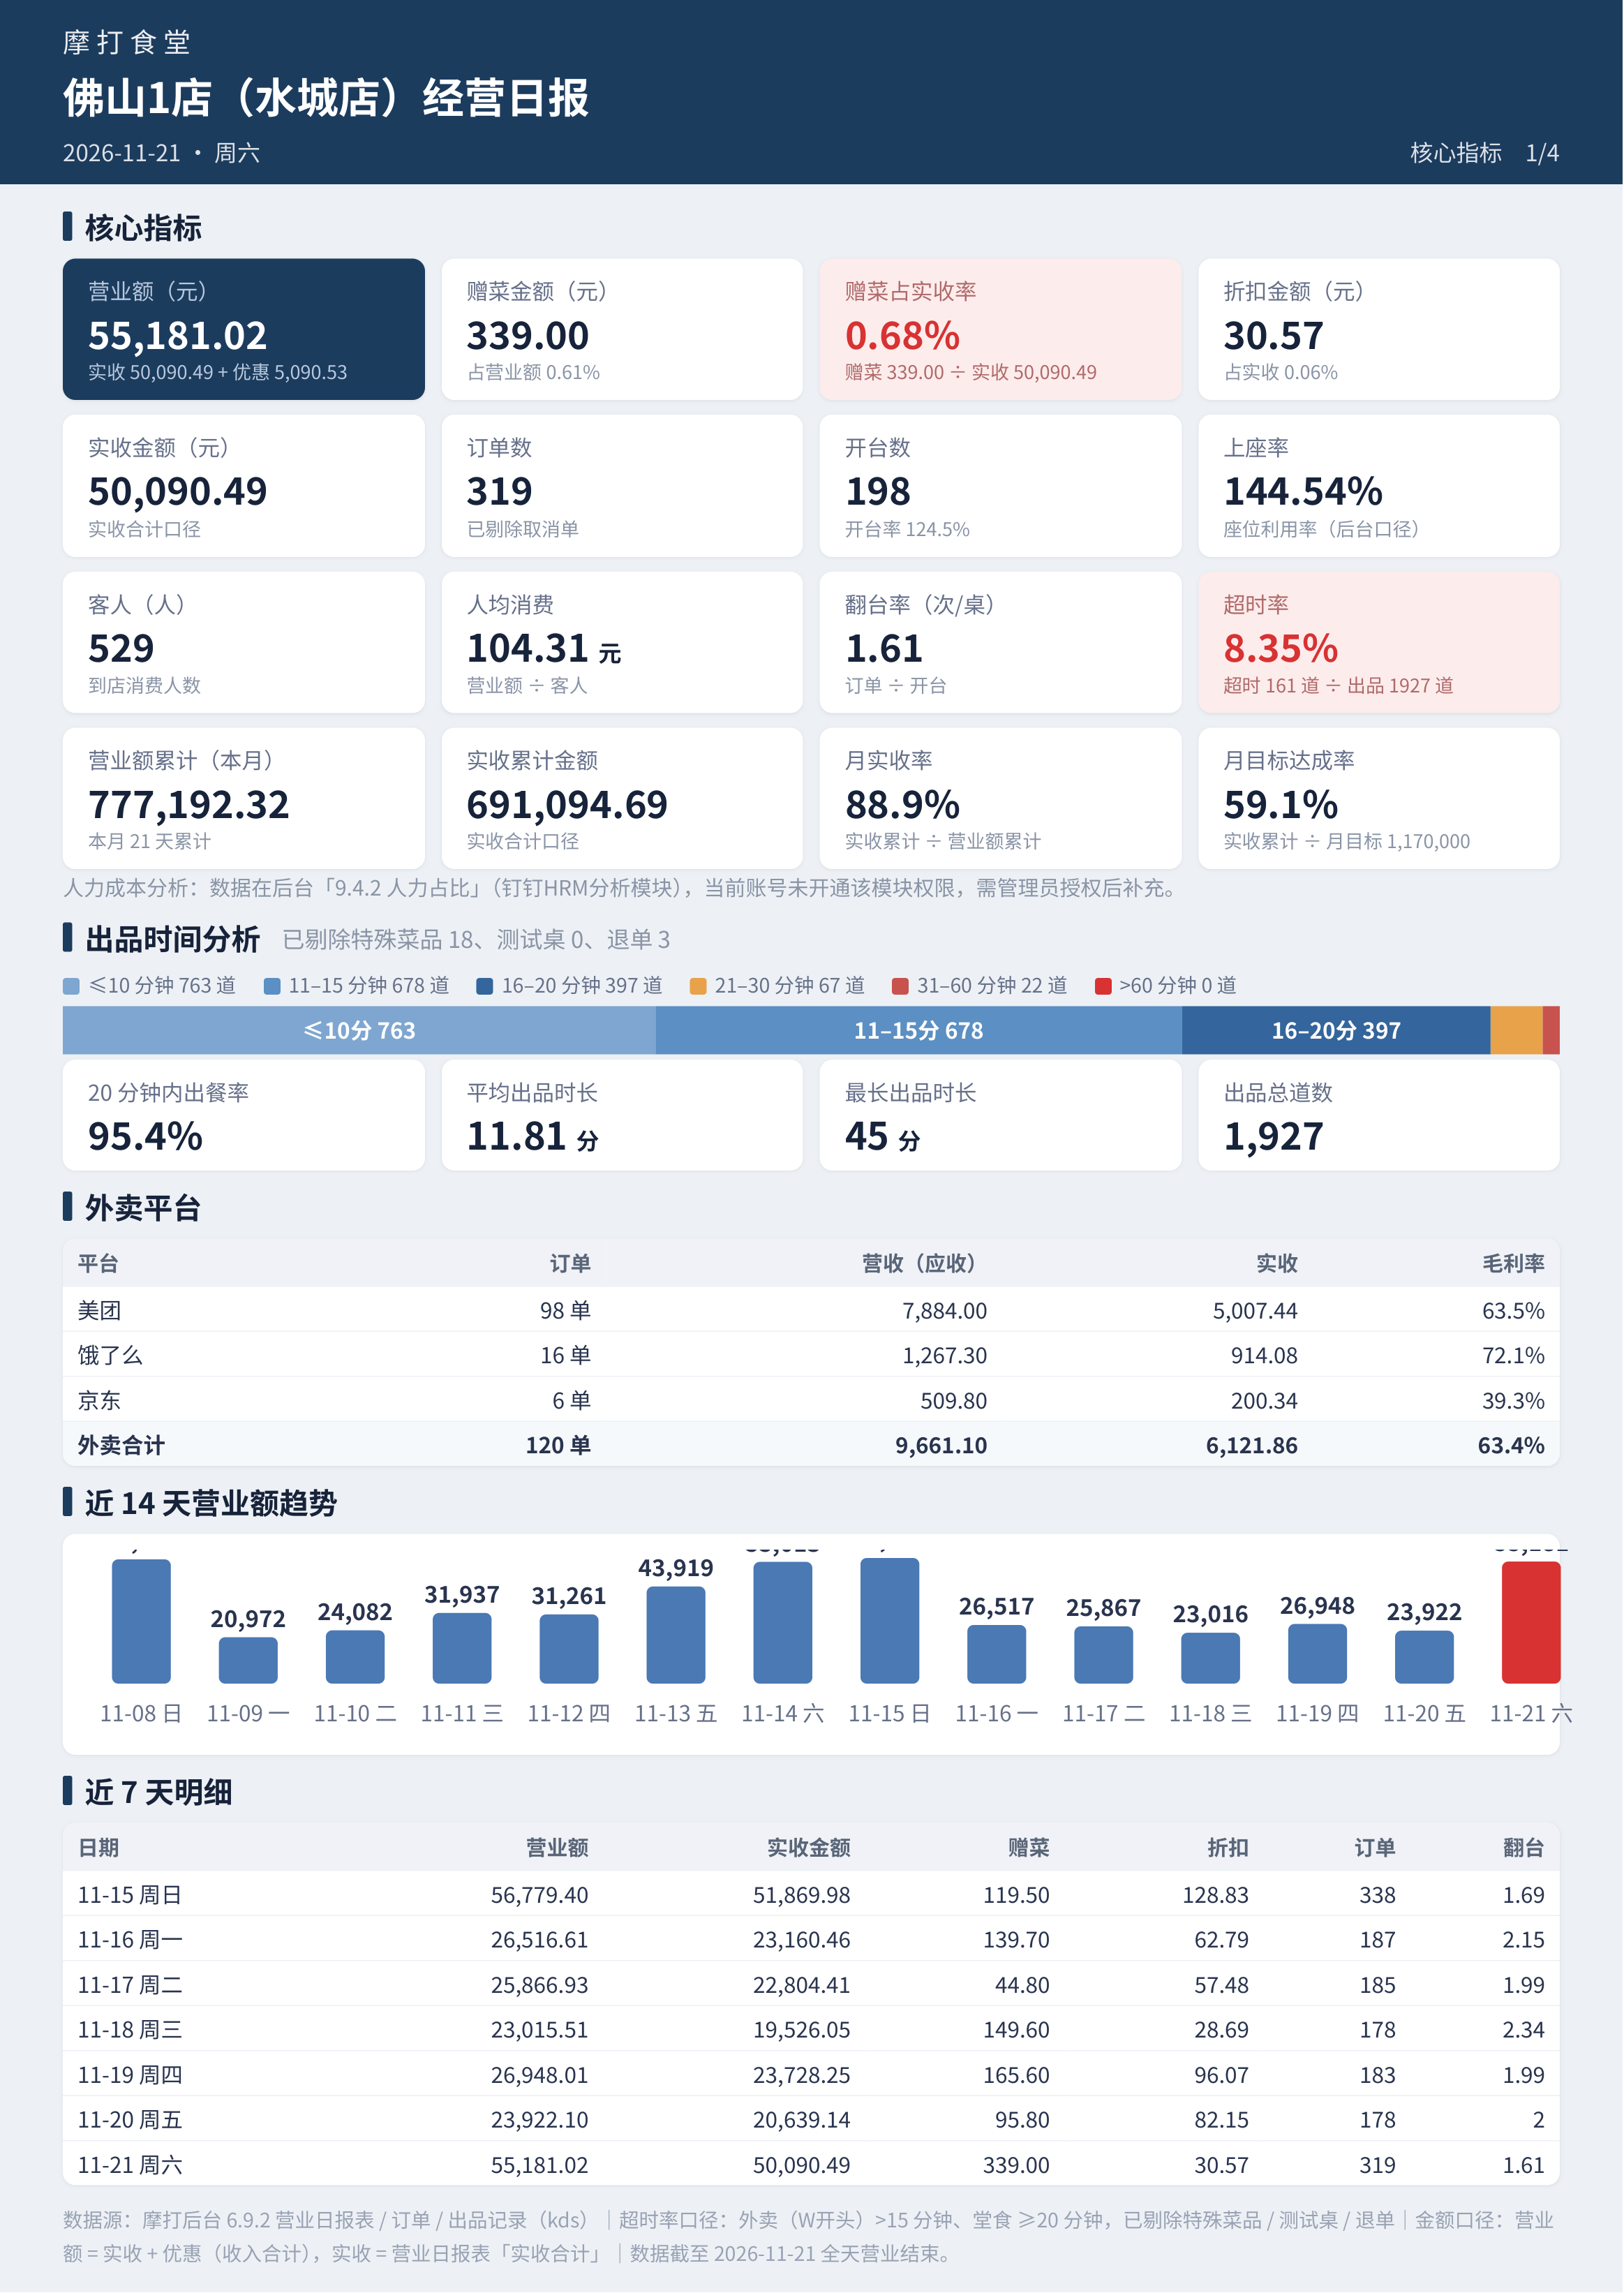 摩打食堂
佛山1店（水城店）经营日报
2026-11-21 · 周六 核心指标 1/4
核心指标
营业额（元） 赠菜金额（元） 赠菜占实收率 折扣金额（元）
55,181.02 339.00 0.68% 30.57
实收 50,090.49 + 优惠 5,090.53 占营业额 0.61% 赠菜 339.00 ÷ 实收 50,090.49 占实收 0.06%
实收金额（元） 订单数 开台数 上座率
50,090.49 319 198 144.54%
实收合计口径 已剔除取消单 开台率 124.5% 座位利用率（后台口径）
客人（人） 人均消费 翻台率（次/桌） 超时率
529 104.31 元 1.61 8.35%
到店消费人数 营业额 ÷ 客人 订单 ÷ 开台 超时 161 道 ÷ 出品 1927 道
营业额累计（本月） 实收累计金额 月实收率 月目标达成率
777,192.32 691,094.69 88.9% 59.1%
本月 21 天累计 实收合计口径 实收累计 ÷ 营业额累计 实收累计 ÷ 月目标 1,170,000
人力成本分析：数据在后台「9.4.2 人力占比」（钉钉HRM分析模块），当前账号未开通该模块权限，需管理员授权后补充。
出品时间分析 已剔除特殊菜品 18、测试桌 0、退单 3
≤10 分钟 763 道 11–15 分钟 678 道 16–20 分钟 397 道 21–30 分钟 67 道 31–60 分钟 22 道 >60 分钟 0 道
≤10分 763 11–15分 678 16–20分 397
20 分钟内出餐率 平均出品时长 最长出品时长 出品总道数
95.4% 11.81 分 45 分 1,927
外卖平台
平台 订单 营收（应收） 实收 毛利率
美团 98 单 7,884.00 5,007.44 63.5%
饿了么 16 单 1,267.30 914.08 72.1%
京东 6 单 509.80 200.34 39.3%
外卖合计 120 单 9,661.10 6,121.86 63.4%
近 14 天营业额趋势
20,972 24,082 31,937 31,261 43,919 26,517 25,867 23,016 26,948 23,922
11-08 日 11-09 一 11-10 二 11-11 三 11-12 四 11-13 五 11-14 六 11-15 日 11-16 一 11-17 二 11-18 三 11-19 四 11-20 五 11-21 六
近 7 天明细
日期 营业额 实收金额 赠菜 折扣 订单 翻台
11-15 周日 56,779.40 51,869.98 119.50 128.83 338 1.69
11-16 周一 26,516.61 23,160.46 139.70 62.79 187 2.15
11-17 周二 25,866.93 22,804.41 44.80 57.48 185 1.99
11-18 周三 23,015.51 19,526.05 149.60 28.69 178 2.34
11-19 周四 26,948.01 23,728.25 165.60 96.07 183 1.99
11-20 周五 23,922.10 20,639.14 95.80 82.15 178 2
11-21 周六 55,181.02 50,090.49 339.00 30.57 319 1.61
数据源：摩打后台 6.9.2 营业日报表 / 订单 / 出品记录（kds）｜超时率口径：外卖（W开头）>15 分钟、堂食 ≥20 分钟，已剔除特殊菜品 / 测试桌 / 退单｜金额口径：营业
额 = 实收 + 优惠（收入合计），实收 = 营业日报表「实收合计」｜数据截至 2026-11-21 全天营业结束。